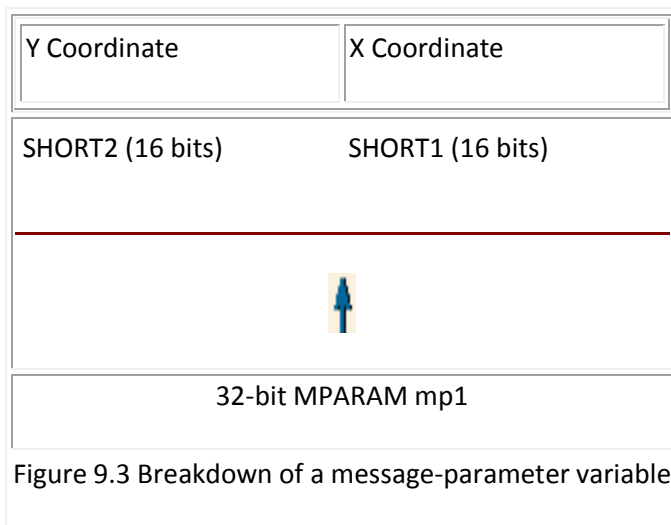 Y Coordinate X Coordinate
SHORT2 (16 bits) SHORT1 (16 bits)
32-bit MPARAM mp1
Figure 9.3 Breakdown of a message-parameter variable